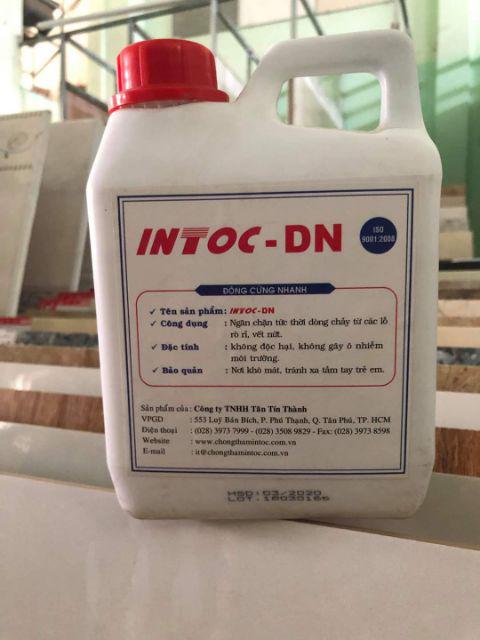 INTOC-DN
ISO
9001:2008
ĐÔNG CỨNG NHANH
✓ Tên sản phẩm : INTOC-DN
✓ Công dụng : Ngăn chặn tức thời dòng chảy từ các lỗ
rò rỉ, vết nứt.
✓ Đặc tính : không độc hại, không gây ô nhiễm
môi trường.
✓ Bảo quản : Nơi khô mát, tránh xa tầm tay trẻ em.
Sản phẩm của : Công ty TNHH Tân Tín Thành
VPGD : 553 Luỹ Bán Bích, P. Phú Thạnh, Q. Tân Phú, TP. HCM
Điện thoại : (028) 3973 7999 - (028) 3508 9829 - Fax: (028) 3973 8598
Website : www.chongthamintoc.com.vn
E-mail : it@chongthamintoc.com.vn
HSD:03/2020
LOT:18030165